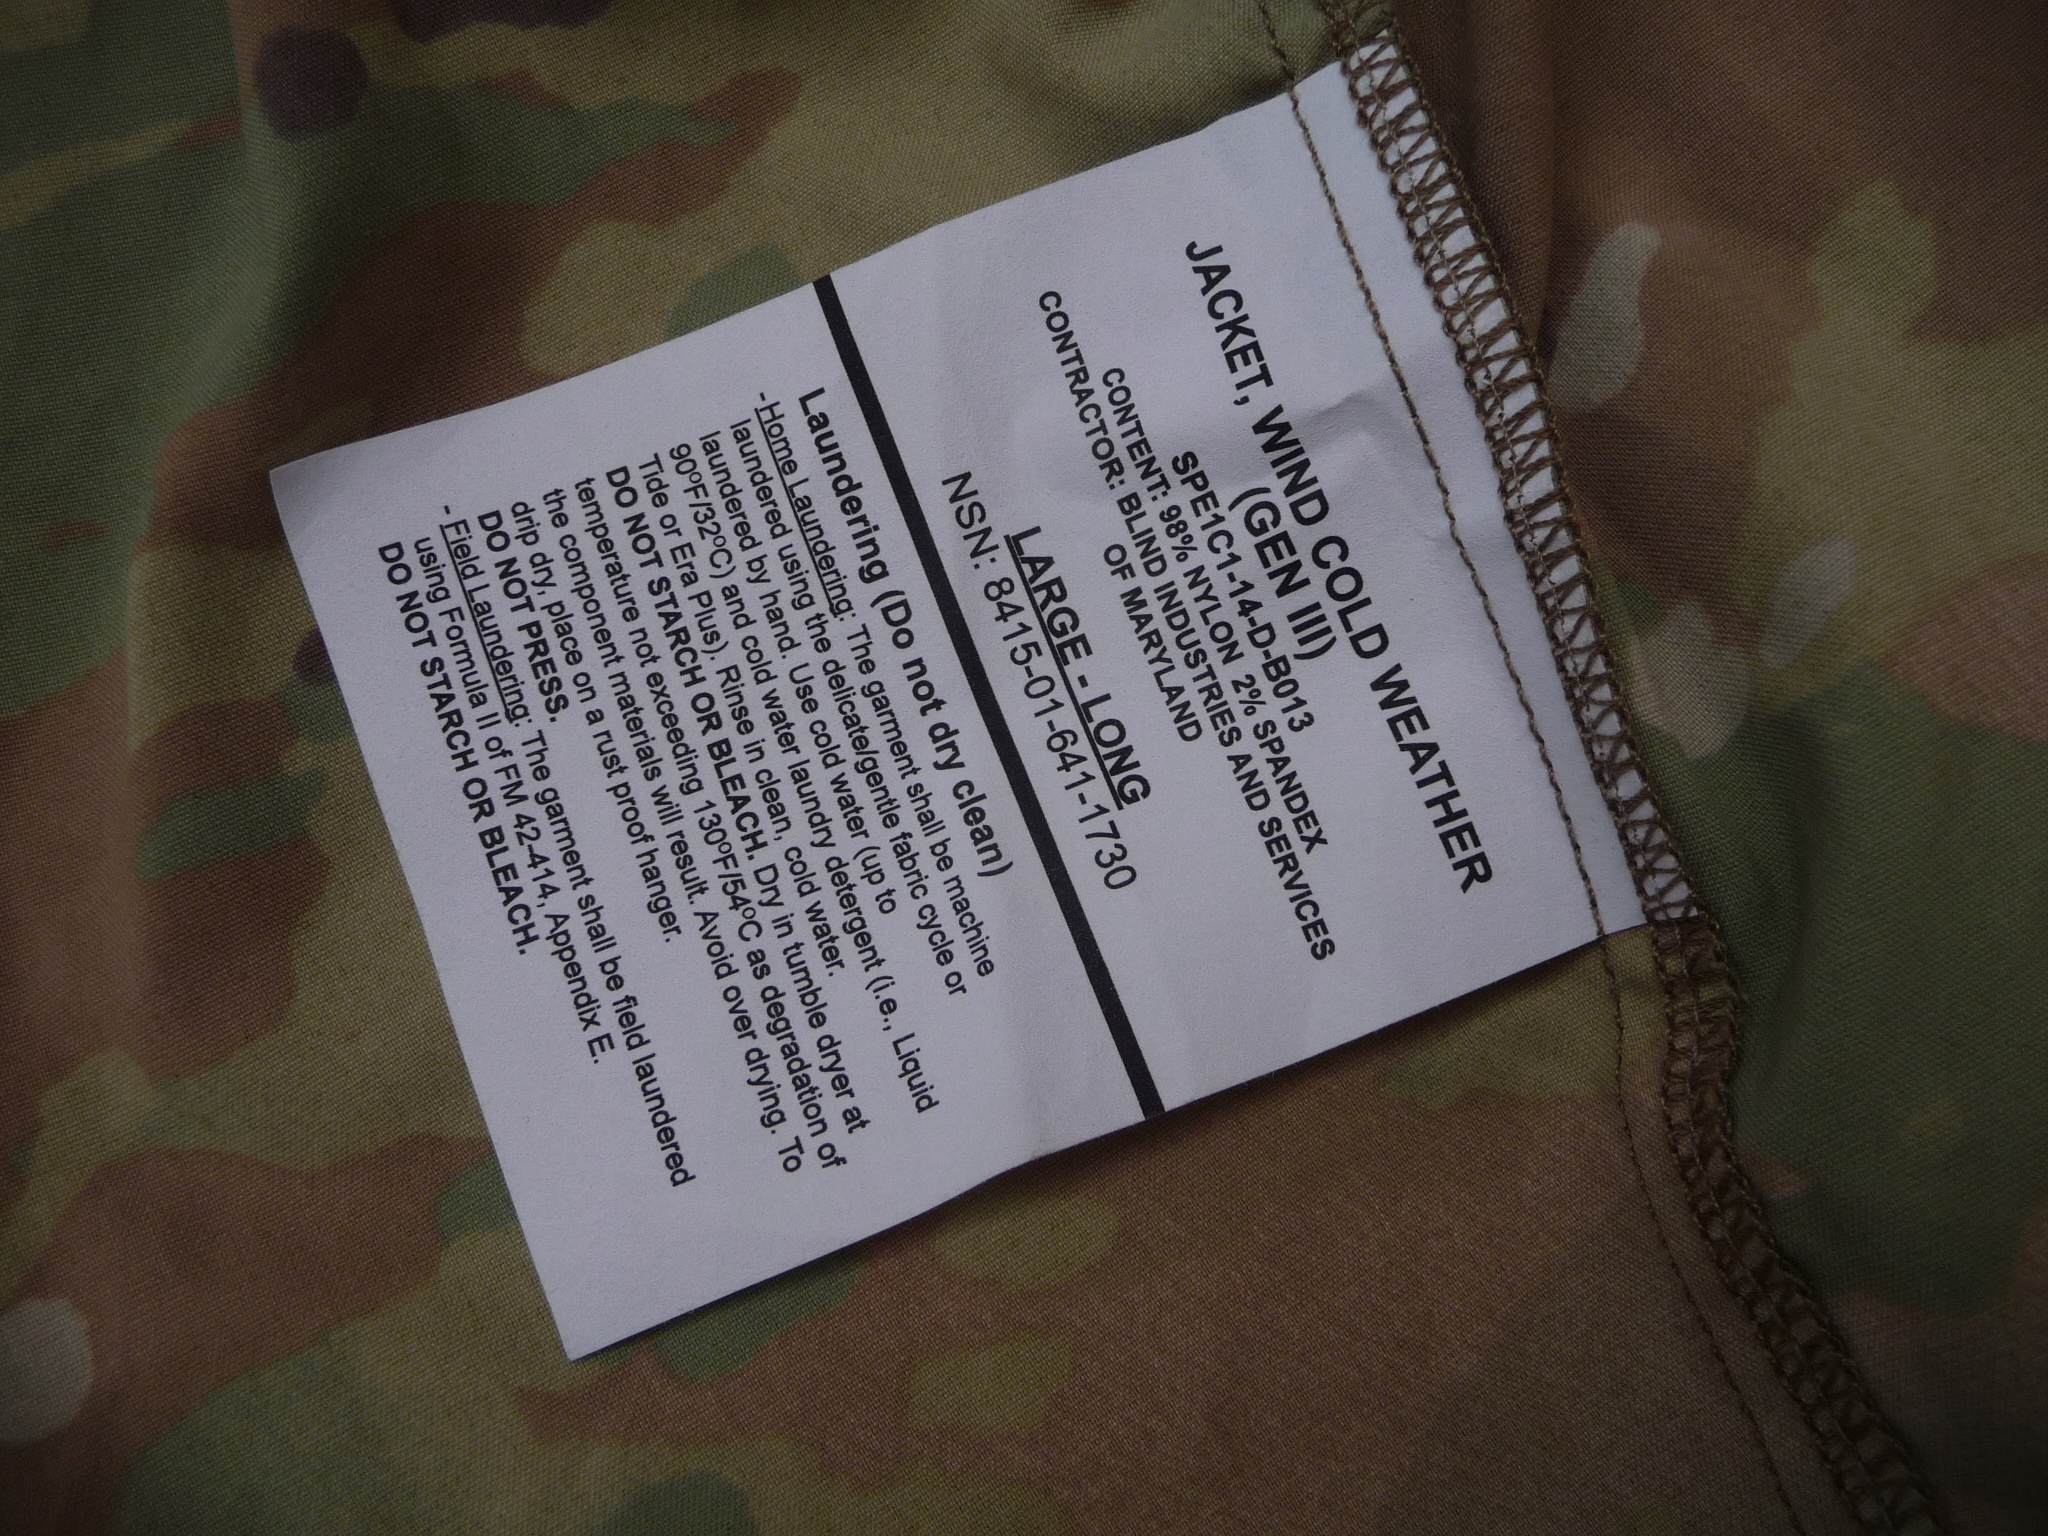 JACKET, WIND COLD WEATHER
(GEN III)
SPE1C1-14-D-B013
CONTENT: 98% NYLON 2% SPANDEX
CONTRACTOR: BLIND INDUSTRIES AND SERVICES
OF MARYLAND
LARGE - LONG
NSN: 8415-01-641-1730
Laundering (Do not dry clean)
-Home Laundering: The garment shall be machine
laundered using the delicate/gentle fabric cycle or
laundered by hand. Use cold water (up to
90ºF/32ºC) and cold water laundry detergent (i.e., Liquid
Tide or Era Plus). Rinse in clean, cold water.
DO NOT STARCH OR BLEACH. Dry in tumble dryer at
temperature not exceeding 130ºF/54ºC as degradation of
the component materials will result. Avoid over drying. To
drip dry, place on a rust proof hanger.
DO NOT PRESS.
- Field Laundering: The garment shall be field laundered
using Formula II of FM 42-414, Appendix E.
DO NOT STARCH OR BLEACH.